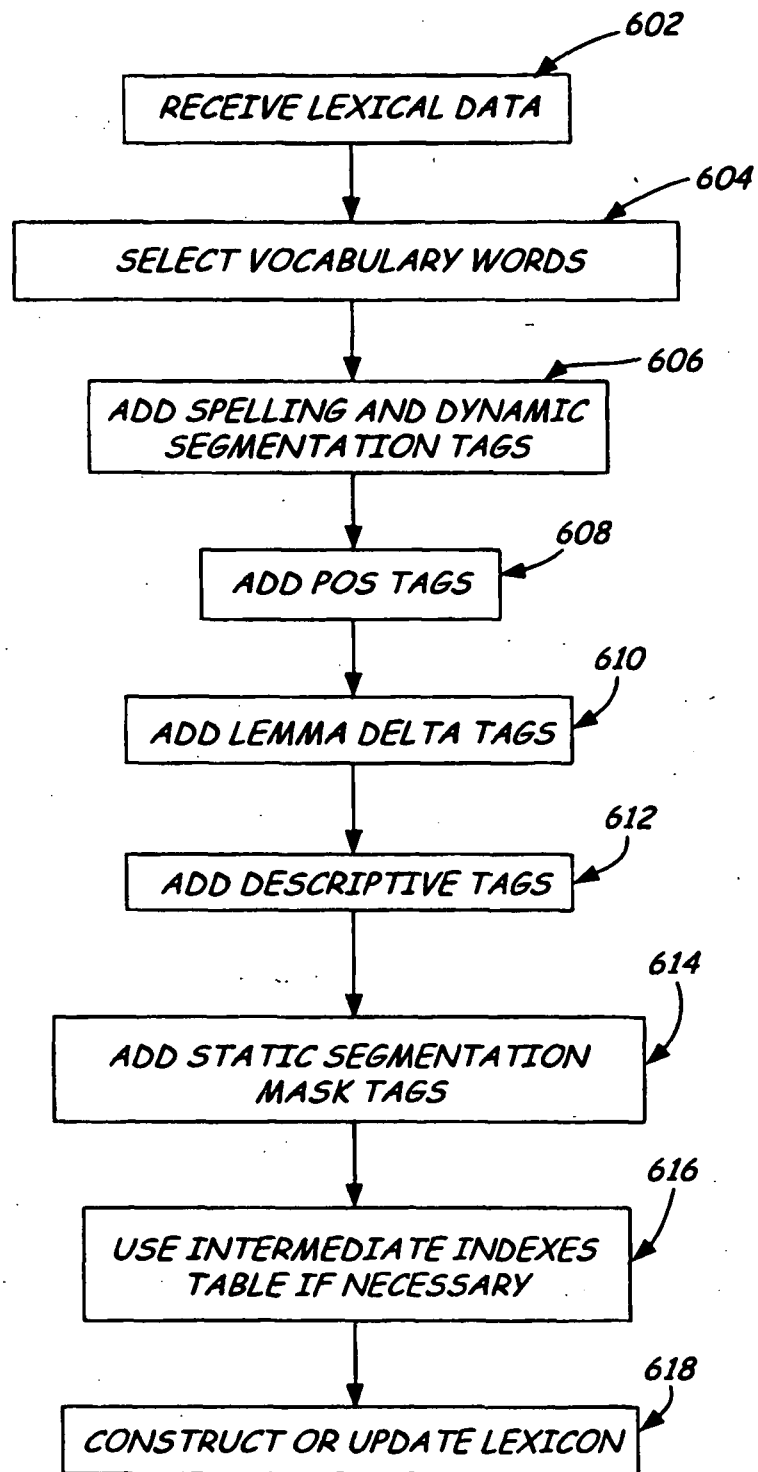 602
RECEIVE LEXICAL DATA
604
SELECT VOCABULARY WORDS
606
ADD SPELLING AND DYNAMIC
SEGMENTATION TAGS
608
ADD POS TAGS
610
ADD LEMMA DELTA TAGS
612
ADD DESCRIPTIVE TAGS
614
ADD STATIC SEGMENTATION
MASK TAGS
616
USE INTERMEDIATE INDEXES
TABLE IF NECESSARY
618
CONSTRUCT OR UPDATE LEXICON